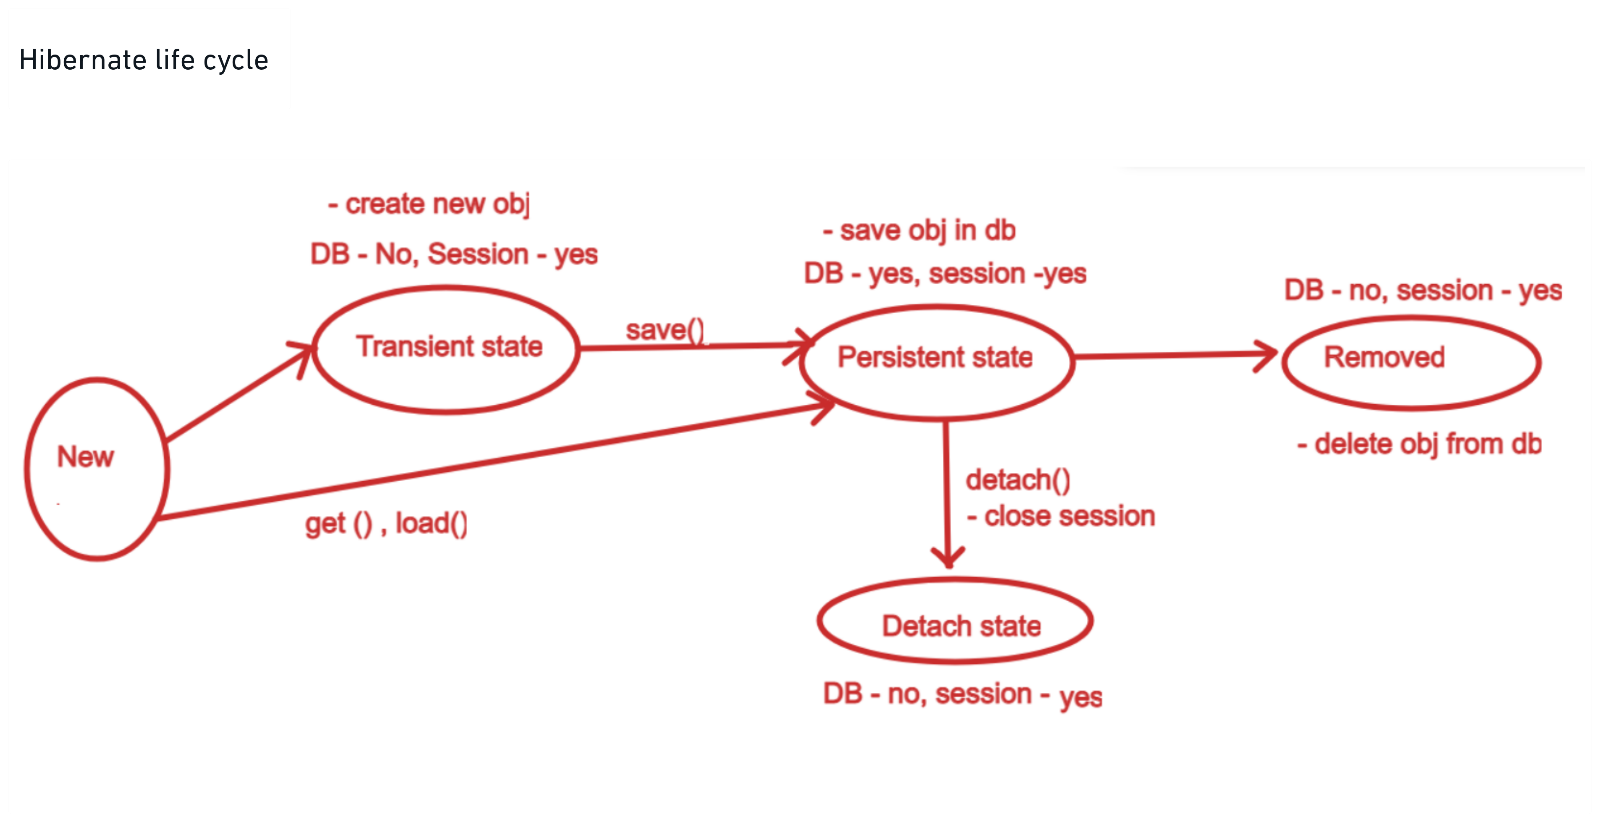 Hibernate life cycle
- create new obj
DB - No, Session - yes
Transient state
save()
- save obj in db
DB - yes, session -yes
Persistent state
DB - no, session - yes
Removed
- delete obj from db
New
get () , load()
detach()
- close session
Detach state
DB - no, session - yes